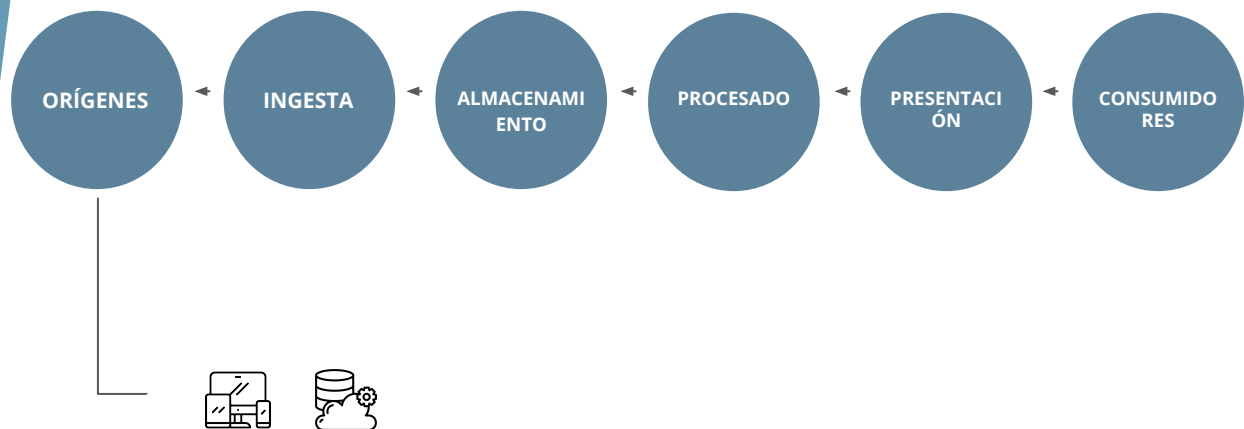 ORÍGENES
INGESTA
ALMACENAMI
ENTO
PROCESADO
PRESENTACI
ÓN
CONSUMIDO
RES